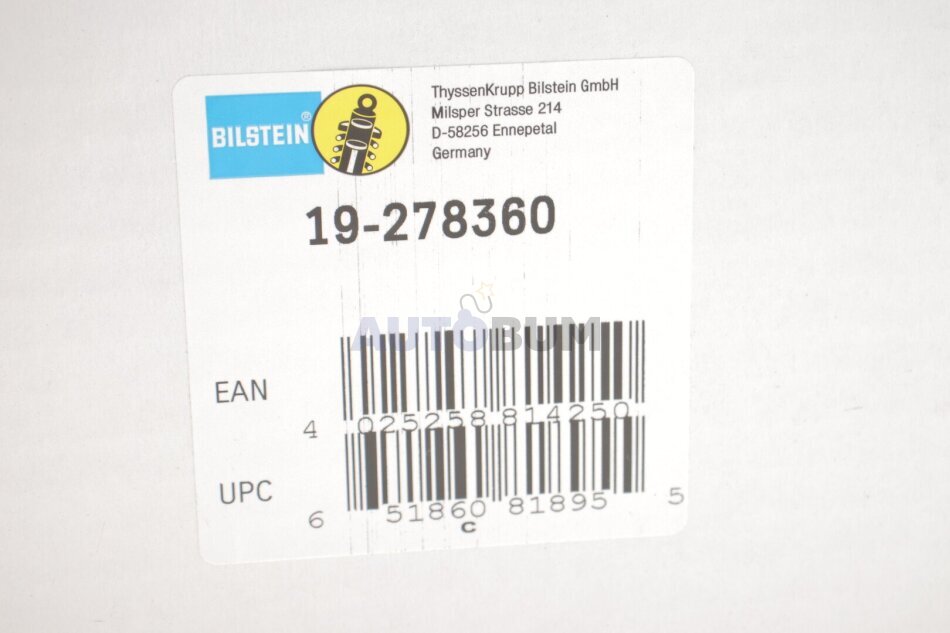 BILSTEIN®
ThyssenKrupp Bilstein GmbH
Milsper Strasse 214
D-58256 Ennepetal
Germany
19-278360
AUTOBUM
EAN
4 025258 814250
UPC
6 51860 81895 5
C